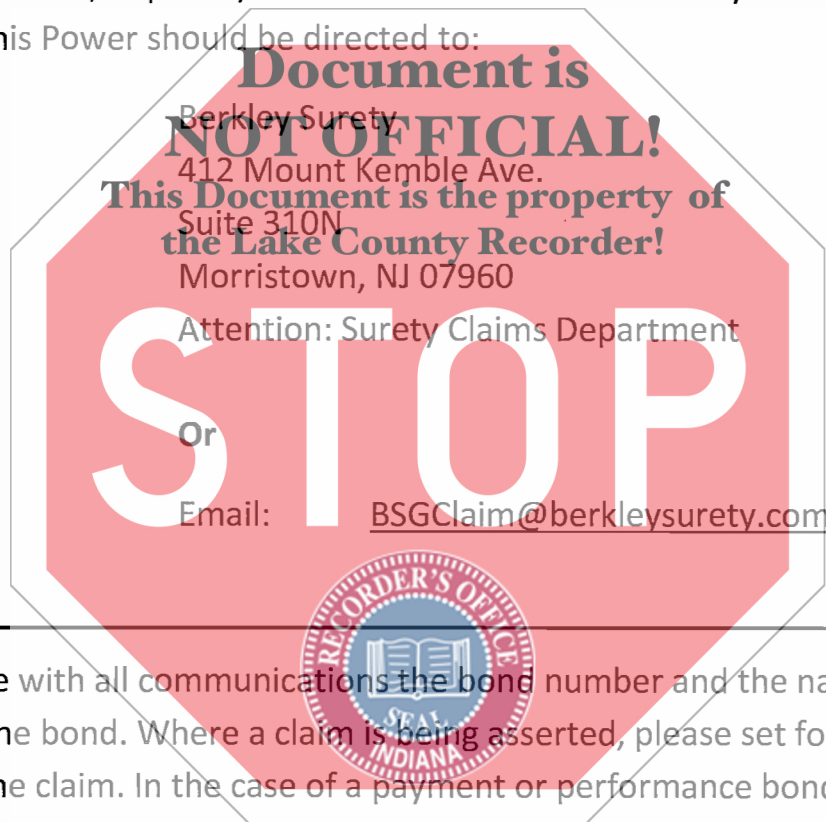 his Power should be directed to:
Document is
Berkley Surety
NOT OFFICIAL!
412 Mount Kemble Ave.
This Document is the property of
Suite 310N
the Lake County Recorder!
Morristown, NJ 07960
Attention: Surety Claims Department
STOP
Or
Email: BSGClaim@berkleysurety.com
RECORDER'S OFFICE
SEAL
INDIANA
e with all communications the bond number and the na
he bond. Where a claim is being asserted, please set fo
he claim. In the case of a payment or performance bond